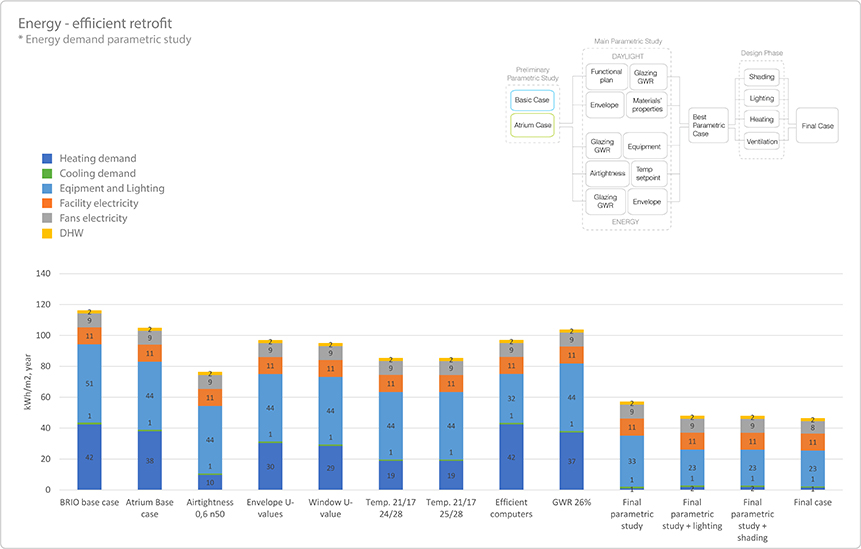 Energy - effiicient retrofit
* Energy demand parametric study
Main Parametric Study
DAYLIGHT
Design Phase
Preliminary
Parametric Study
Basic Case
Atrium Case
Functional
plan
Glazing
GWR
Envelope
Materials'
properties
Glazing
GWR
Equipment
Airtightness
Temp
setpoint
Glazing
GWR
Envelope
ENERGY
Best
Parametric
Case
Shading
Lighting
Heating
Ventilation
Final Case
Heating demand
Cooling demand
Eqipment and Lighting
Facility electricity
Fans electricity
DHW
kWh/m2, year
140
120
100
80
60
40
20
0
2 9 11 51 1 42
2 9 11 44 1 38
2 9 11 44 1 10
2 9 11 44 1 30
2 9 11 44 1 29
2 9 11 44 1 19
2 9 11 44 1 19
2 9 11 32 1 42
2 9 11 44 1 37
2 9 11 33 1 1
2 9 11 23 1 2
2 9 11 23 1 2
2 8 11 23 1 1
BRIO base case
Atrium Base
case
Airtightness
0,6 n50
Envelope U-
values
Window U-
value
Temp. 21/17
24/28
Temp. 21/17
25/28
Efficient
computers
GWR 26%
Final
parametric
study
Final
parametric
study + lighting
Final
parametric
study +
shading
Final case